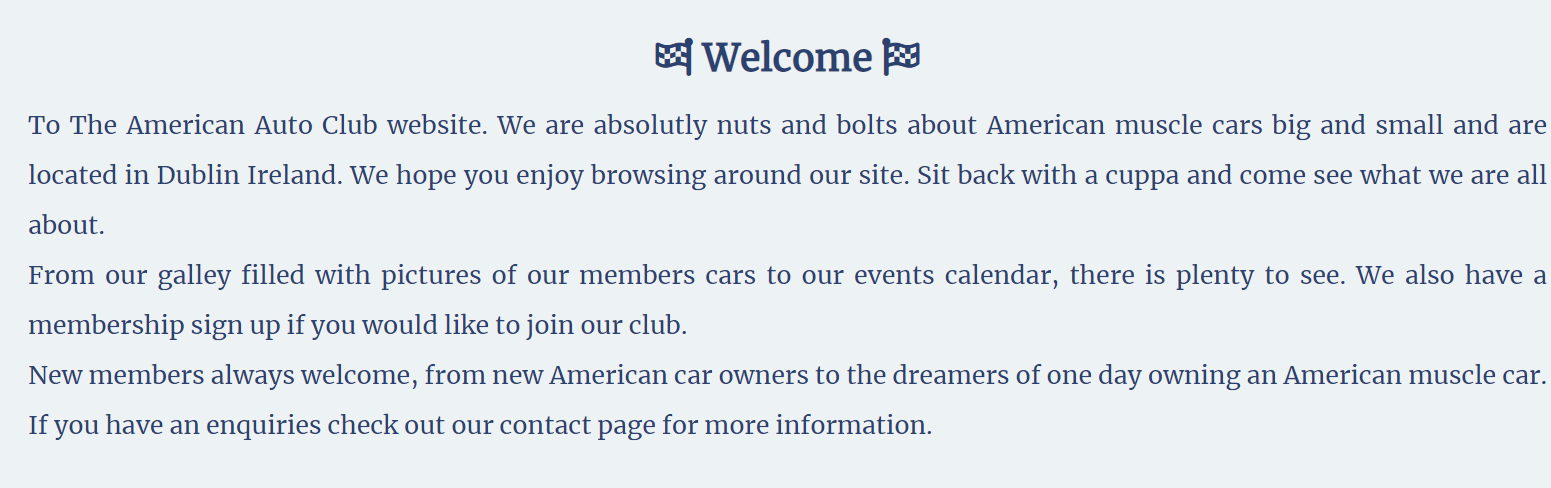 Welcome
To The American Auto Club website. We are absolutly nuts and bolts about American muscle cars big and small and are
located in Dublin Ireland. We hope you enjoy browsing around our site. Sit back with a cuppa and come see what we are all
about.
From our galley filled with pictures of our members cars to our events calendar, there is plenty to see. We also have a
membership sign up if you would like to join our club.
New members always welcome, from new American car owners to the dreamers of one day owning an American muscle car.
If you have an enquiries check out our contact page for more information.